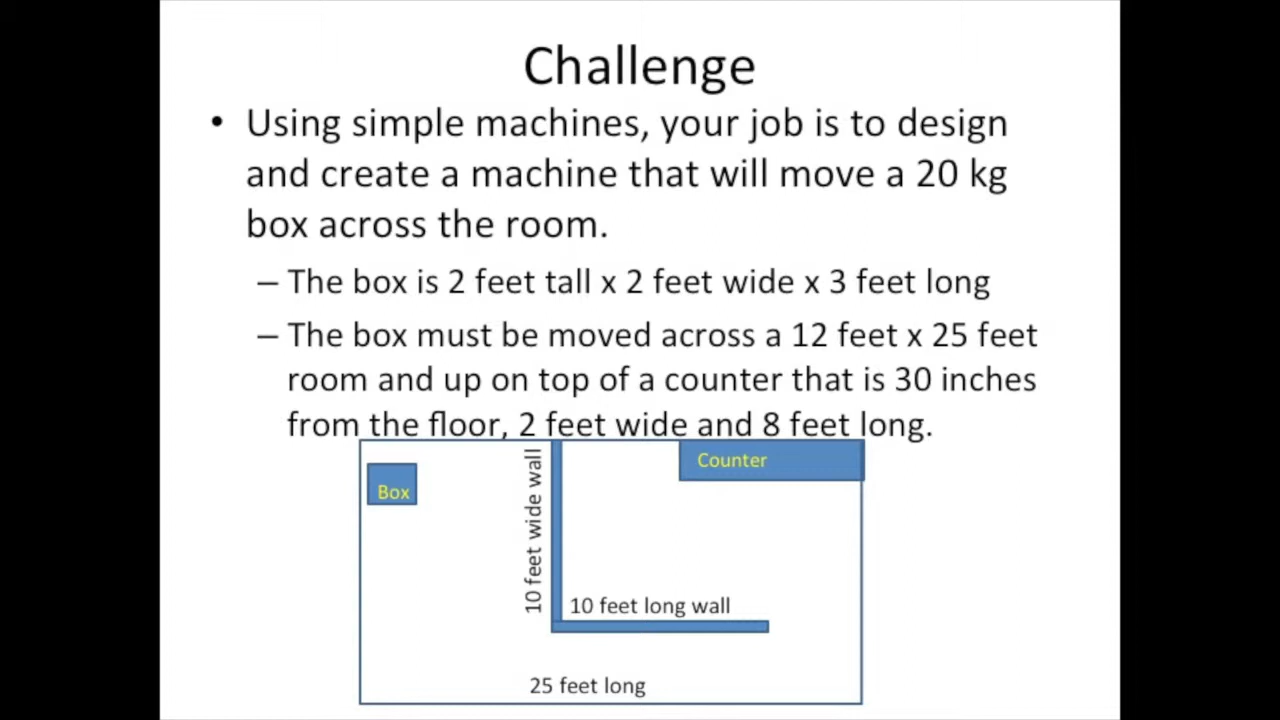 Challenge
• Using simple machines, your job is to design
and create a machine that will move a 20 kg
box across the room.
– The box is 2 feet tall x 2 feet wide x 3 feet long
– The box must be moved across a 12 feet x 25 feet
room and up on top of a counter that is 30 inches
from the floor, 2 feet wide and 8 feet long.
Box
10 feet wide wall
Counter
10 feet long wall
25 feet long